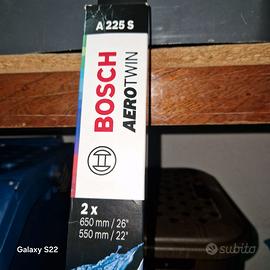 A 225 S
BOSCH
AEROTWIN
2 x
650 mm / 26"
550 mm / 22"
Galaxy S22
subito